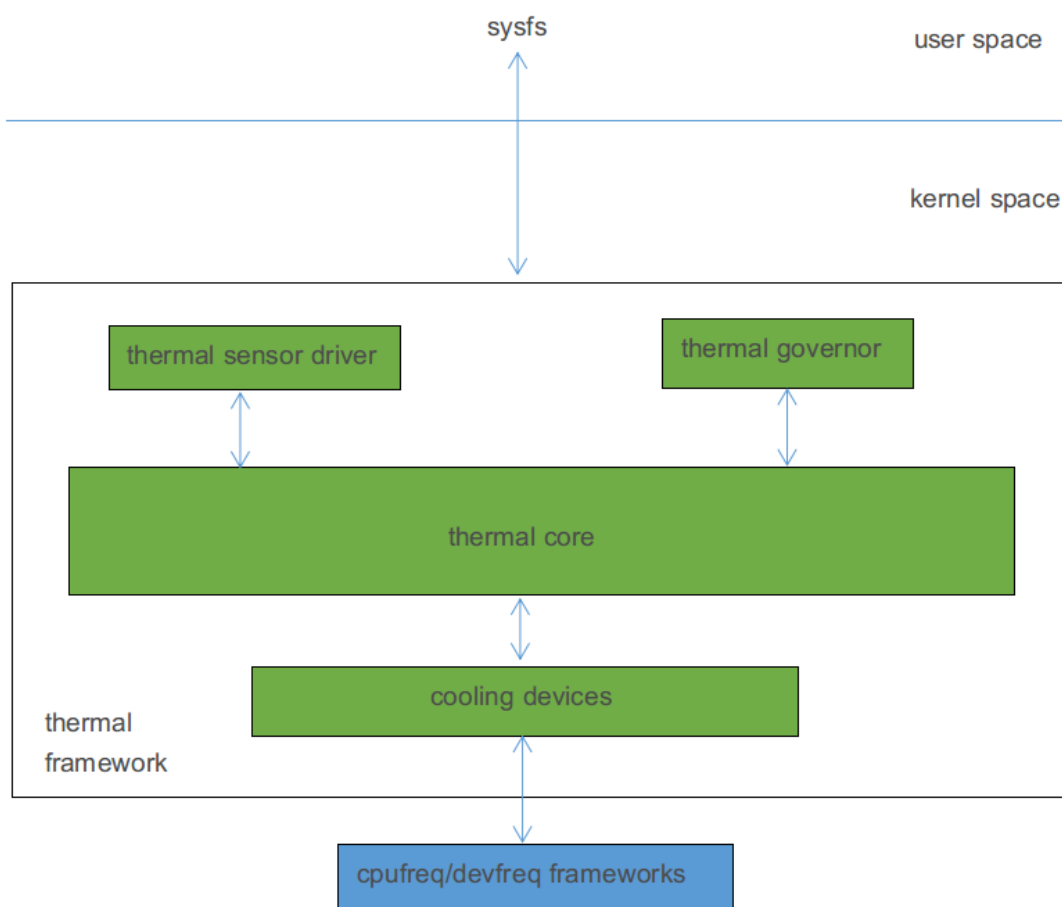 sysfs
user space
kernel space
thermal sensor driver
thermal governor
thermal core
cooling devices
thermal
framework
cpufreq/devfreq frameworks